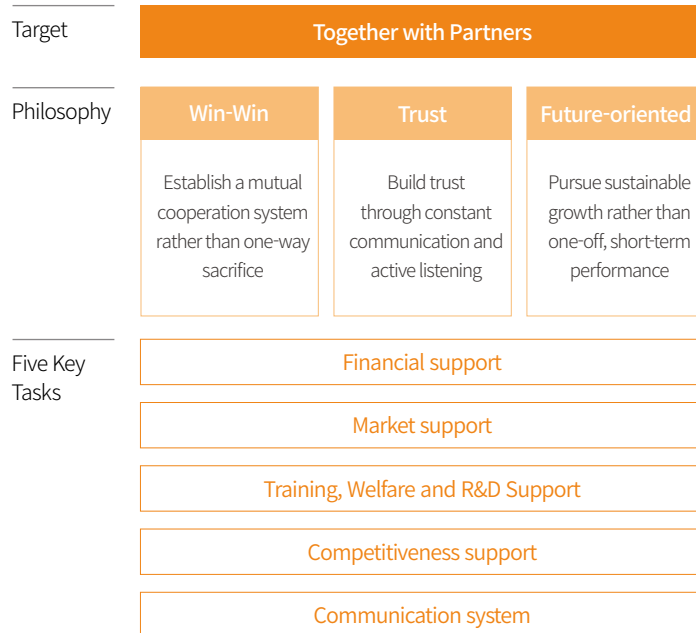 Target
Together with Partners
Philosophy
Win-Win
Establish a mutual
cooperation system
rather than one-way
sacrifice
Trust
Build trust
through constant
communication and
active listening
Future-oriented
Pursue sustainable
growth rather than
one-off, short-term
performance
Five Key
Tasks
Financial support
Market support
Training, Welfare and R&D Support
Competitiveness support
Communication system